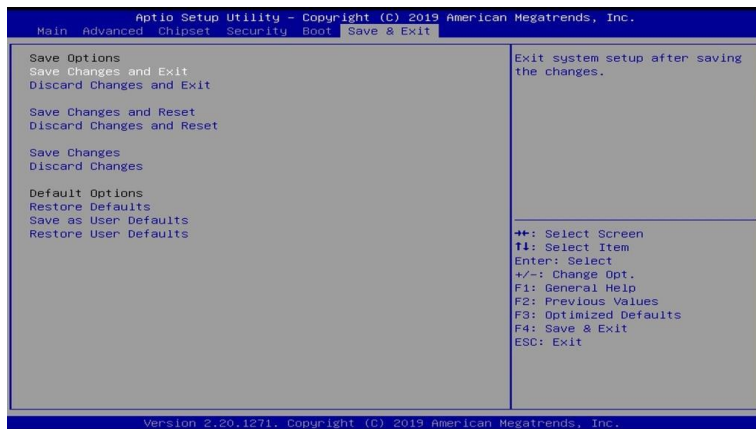 Aptio Setup Utility – Copyright (C) 2019 American Megatrends, Inc.
Main Advanced Chipset Security Boot Save & Exit
Save Options
Save Changes and Exit
Discard Changes and Exit
Save Changes and Reset
Discard Changes and Reset
Save Changes
Discard Changes
Default Options
Restore Defaults
Save as User Defaults
Restore User Defaults
Exit system setup after saving
the changes.
→←: Select Screen
↑↓: Select Item
Enter: Select
+/-: Change Opt.
F1: General Help
F2: Previous Values
F3: Optimized Defaults
F4: Save & Exit
ESC: Exit
Version 2.20.1271. Copyright (C) 2019 American Megatrends, Inc.